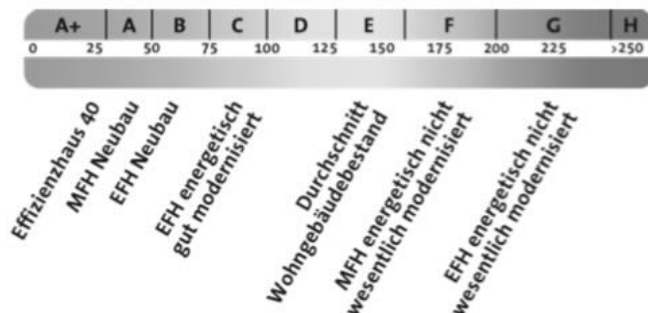 A+ A B C D E F G H
0 25 50 75 100 125 150 175 200 225 >250
Effizienzhaus 40
MFH Neubau
EFH Neubau
EFH energetisch
gut modernisiert
Durchschnitt
Wohngebäudebestand
MFH energetisch nicht
wesentlich modernisiert
EFH energetisch nicht
wesentlich modernisiert